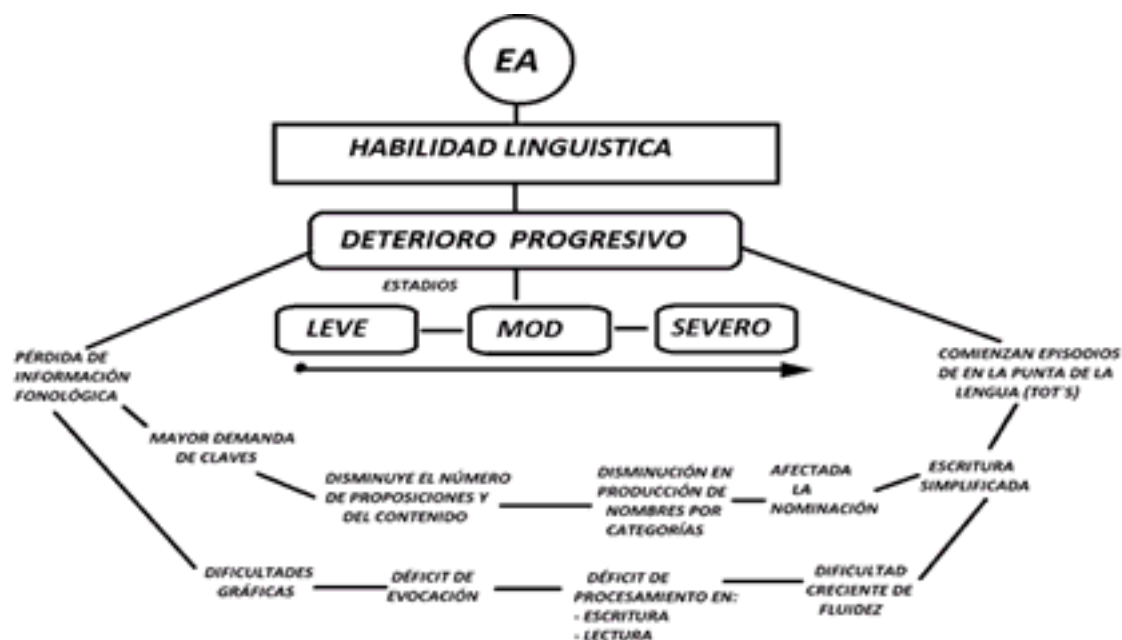 EA
HABILIDAD LINGUISTICA
DETERIORO PROGRESIVO
ESTADIOS
LEVE
MOD
SEVERO
PÉRDIDA DE
INFORMACIÓN
FONOLÓGICA
COMIENZAN EPISODIOS
DE EN LA PUNTA DE LA
LENGUA (TOT´S)
MAYOR DEMANDA
DE CLAVES
DISMINUYE EL NÚMERO
DE PROPOSICIONES Y
DEL CONTENIDO
DISMINUCIÓN EN
PRODUCCIÓN DE
NOMBRES POR
CATEGORÍAS
AFECTADA
LA
NOMINACIÓN
ESCRITURA
SIMPLIFICADA
DIFICULTADES
GRÁFICAS
DÉFICIT DE
EVOCACIÓN
DÉFICIT DE
PROCESAMIENTO EN:
- ESCRITURA
- LECTURA
DIFICULTAD
CRECIENTE DE
FLUIDEZ